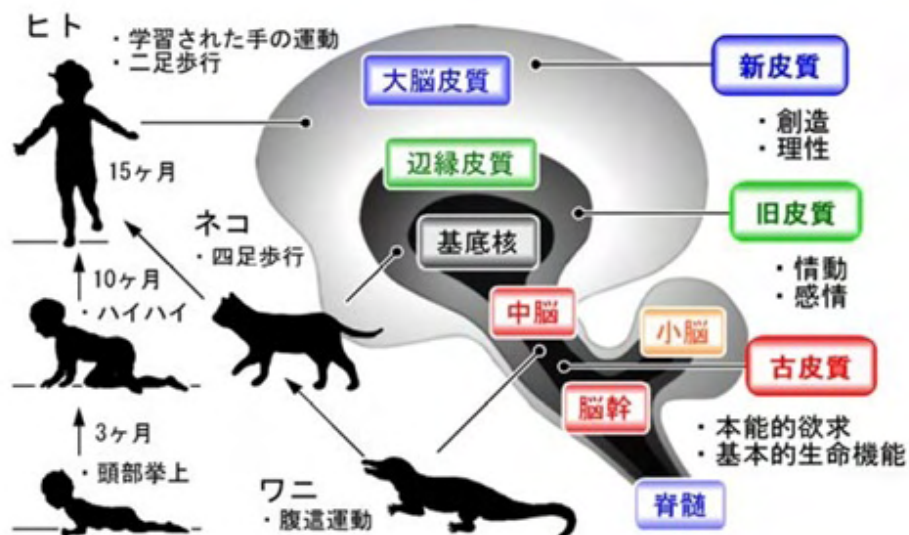 ヒト
・学習された手の運動
・二足歩行
大脳皮質
新皮質
・創造
・理性
15ヶ月
辺縁皮質
旧皮質
ネコ
・四足歩行
基底核
・情動
・感情
10ヶ月
・ハイハイ
中脳
小脳
古皮質
脳幹
・本能的欲求
・基本的生命機能
3ヶ月
・頭部挙上
ワニ
・腹這運動
脊髄